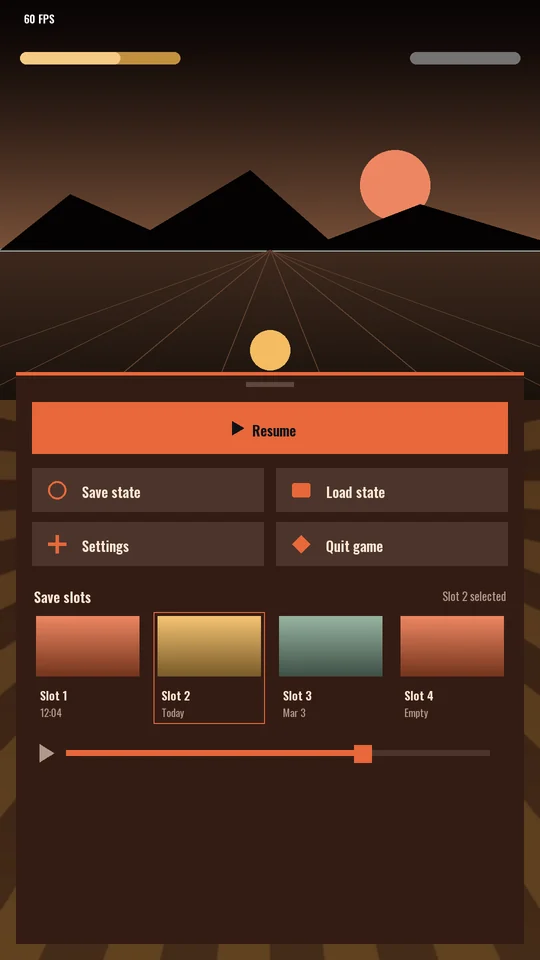 60 FPS
Resume
Save state
Load state
Settings
Quit game
Save slots
Slot 2 selected
Slot 1
12:04
Slot 2
Today
Slot 3
Mar 3
Slot 4
Empty